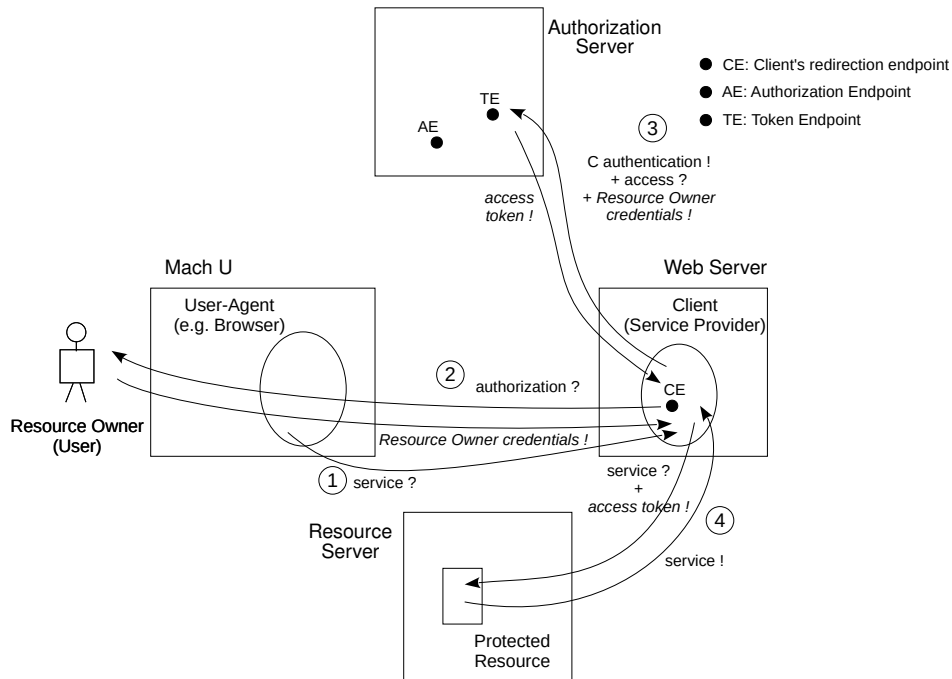 Authorization
Server
CE: Client's redirection endpoint
AE: Authorization Endpoint
TE: Token Endpoint
TE
AE
3
C authentication !
+ access ?
+ Resource Owner
credentials !
access
token !
Mach U
Web Server
User-Agent
(e.g. Browser)
Client
(Service Provider)
2
authorization ?
CE
Resource Owner
(User)
Resource Owner credentials !
1
service ?
service ?
+
access token !
4
Resource
Server
service !
Protected
Resource